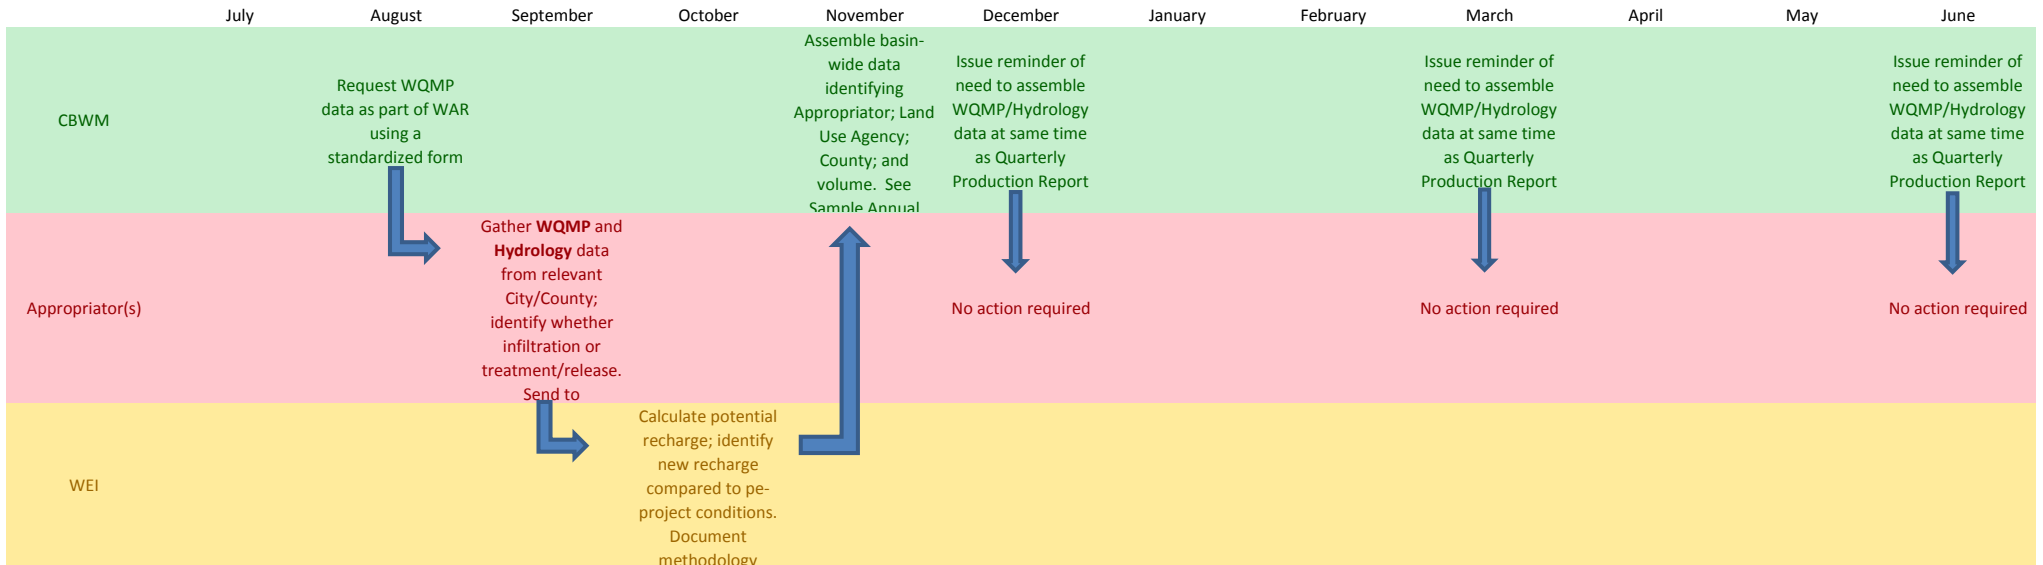 July August September October November December January February March April May June
CBWM
Request WQMP
data as part of WAR
using a
standardized form
Assemble basin-
wide data
identifying
Appropriator; Land
Use Agency;
County; and
volume.  See
Sample Annual
Issue reminder of
need to assemble
WQMP/Hydrology
data at same time
as Quarterly
Production Report
Issue reminder of
need to assemble
WQMP/Hydrology
data at same time
as Quarterly
Production Report
Issue reminder of
need to assemble
WQMP/Hydrology
data at same time
as Quarterly
Production Report
Appropriator(s)
Gather WQMP and
Hydrology data
from relevant
City/County;
identify whether
infiltration or
treatment/release.
Send to
No action required
No action required
No action required
WEI
Calculate potential
recharge; identify
new recharge
compared to pe-
project conditions.
Document
methodology